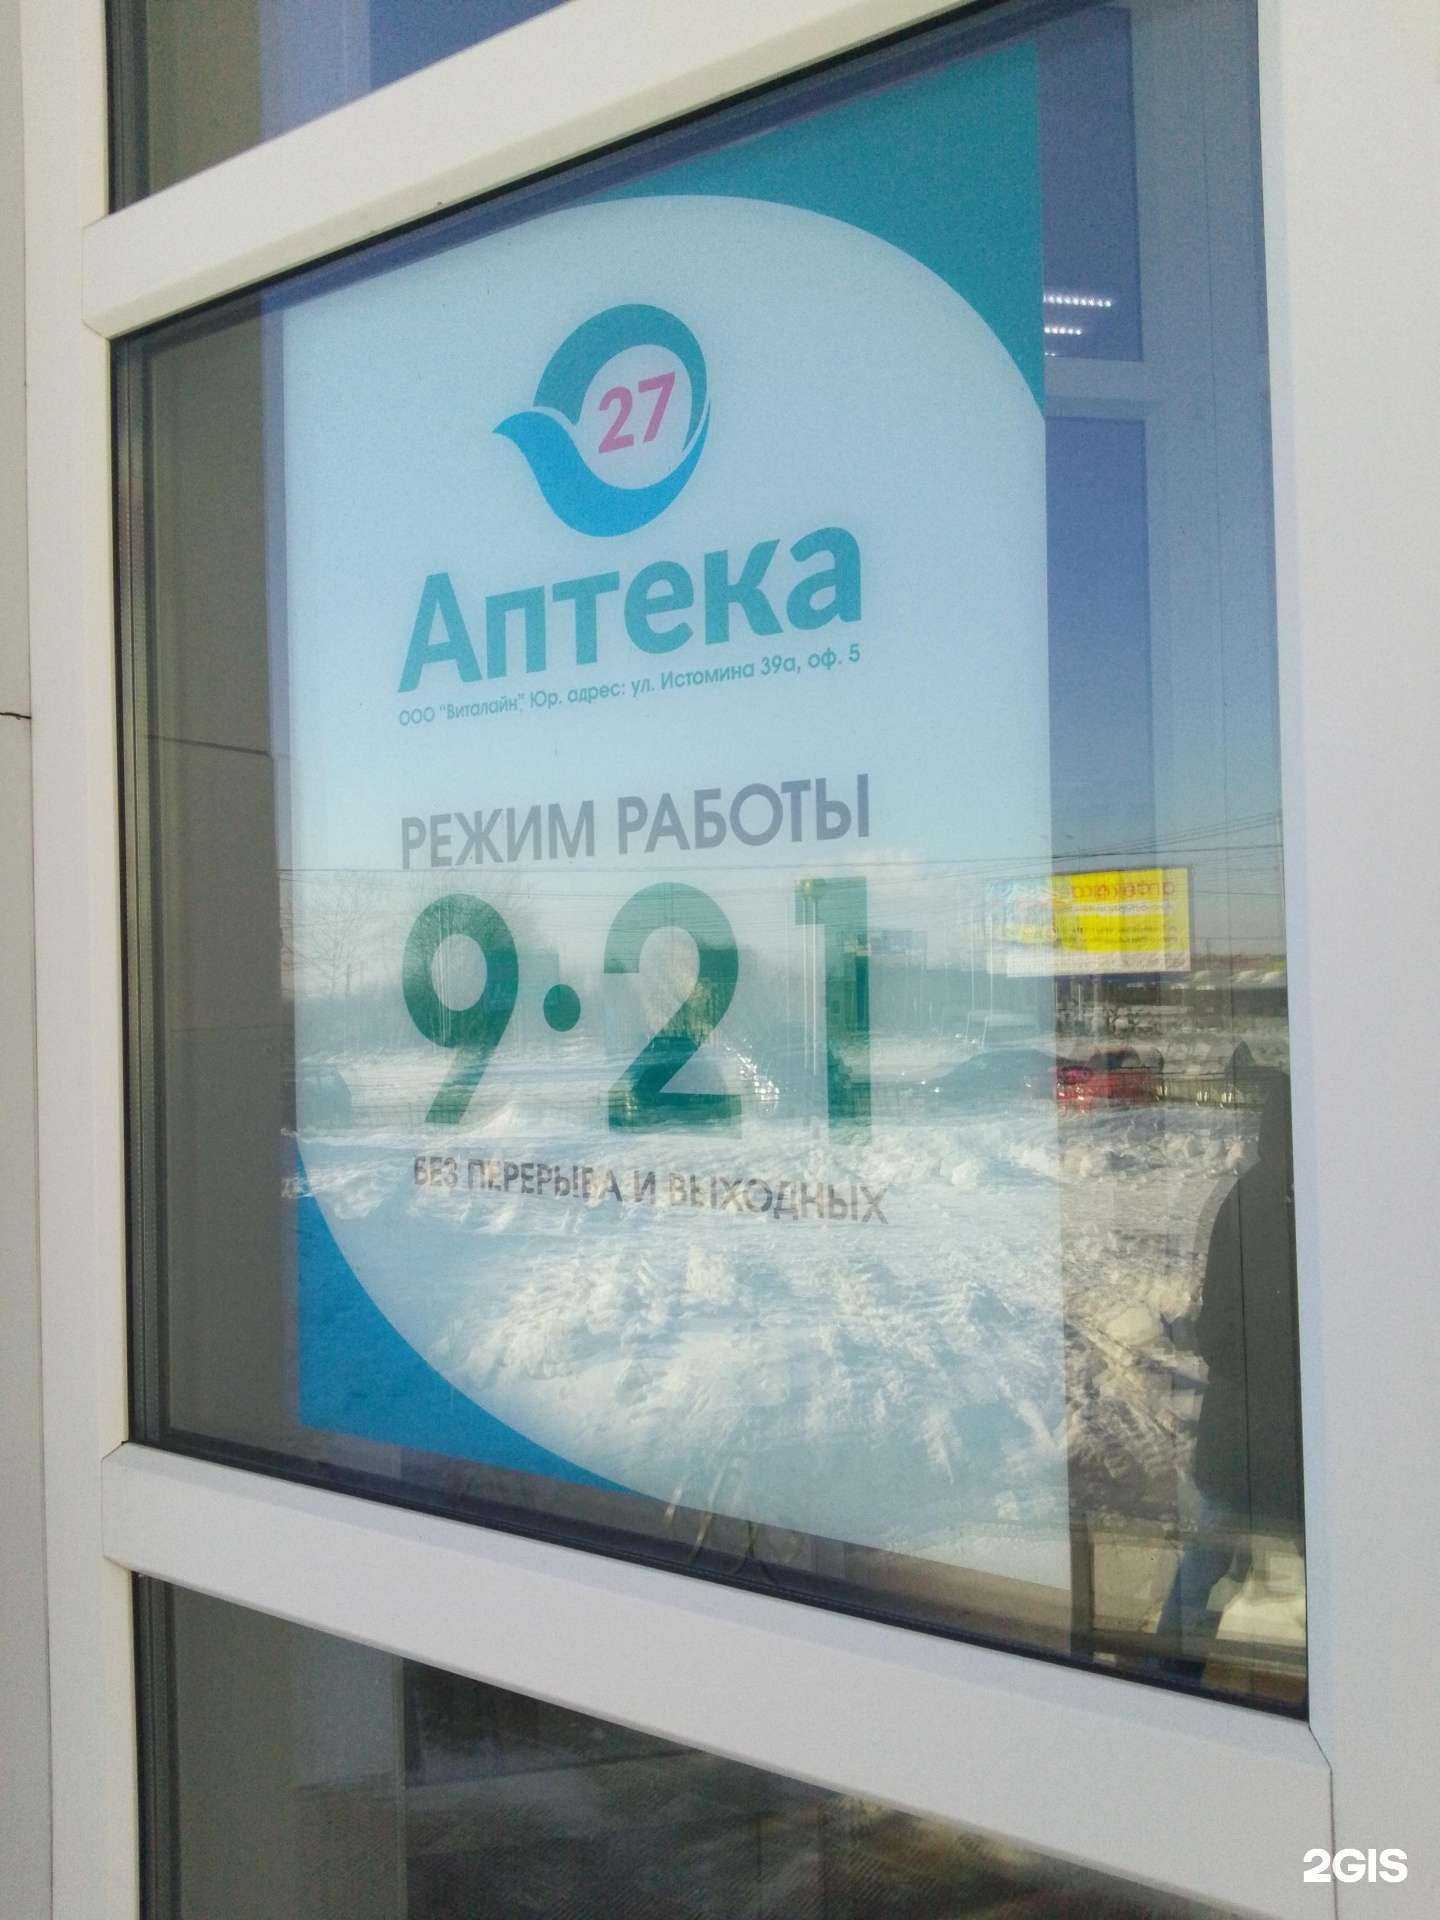 27
Аптека
ООО "Виталайн", Юр. адрес: ул. Истомина 39а, оф. 5
РЕЖИМ РАБОТЫ
9·21
БЕЗ ПЕРЕРЫВА И ВЫХОДНЫХ
2GIS